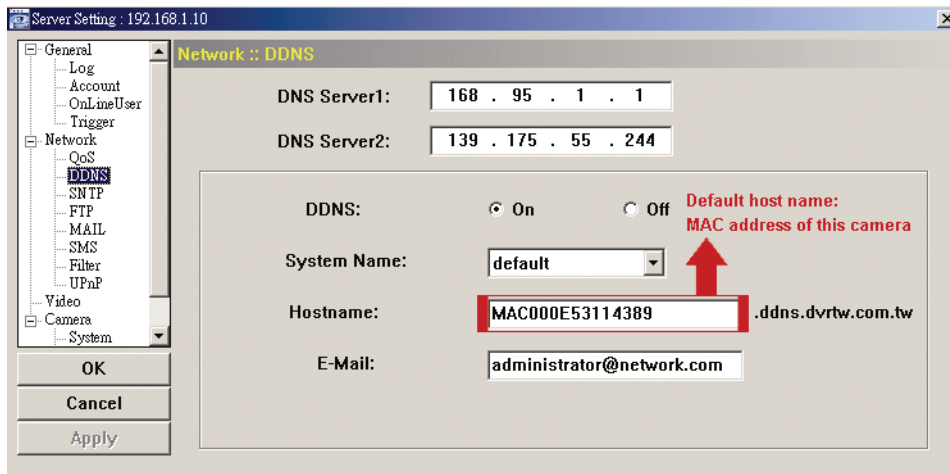 Server Setting : 192.168.1.10
General
Log
Account
OnLineUser
Trigger
Network
QoS
DDNS
SNTP
FTP
MAIL
SMS
Filter
UPnP
Video
Camera
System
OK
Cancel
Apply
Network :: DDNS
DNS Server1: 168 . 95 . 1 . 1
DNS Server2: 139 . 175 . 55 . 244
DDNS: On Off
Default host name:
MAC address of this camera
System Name: default
Hostname: MAC000E53114389 .ddns.dvrtw.com.tw
E-Mail: administrator@network.com